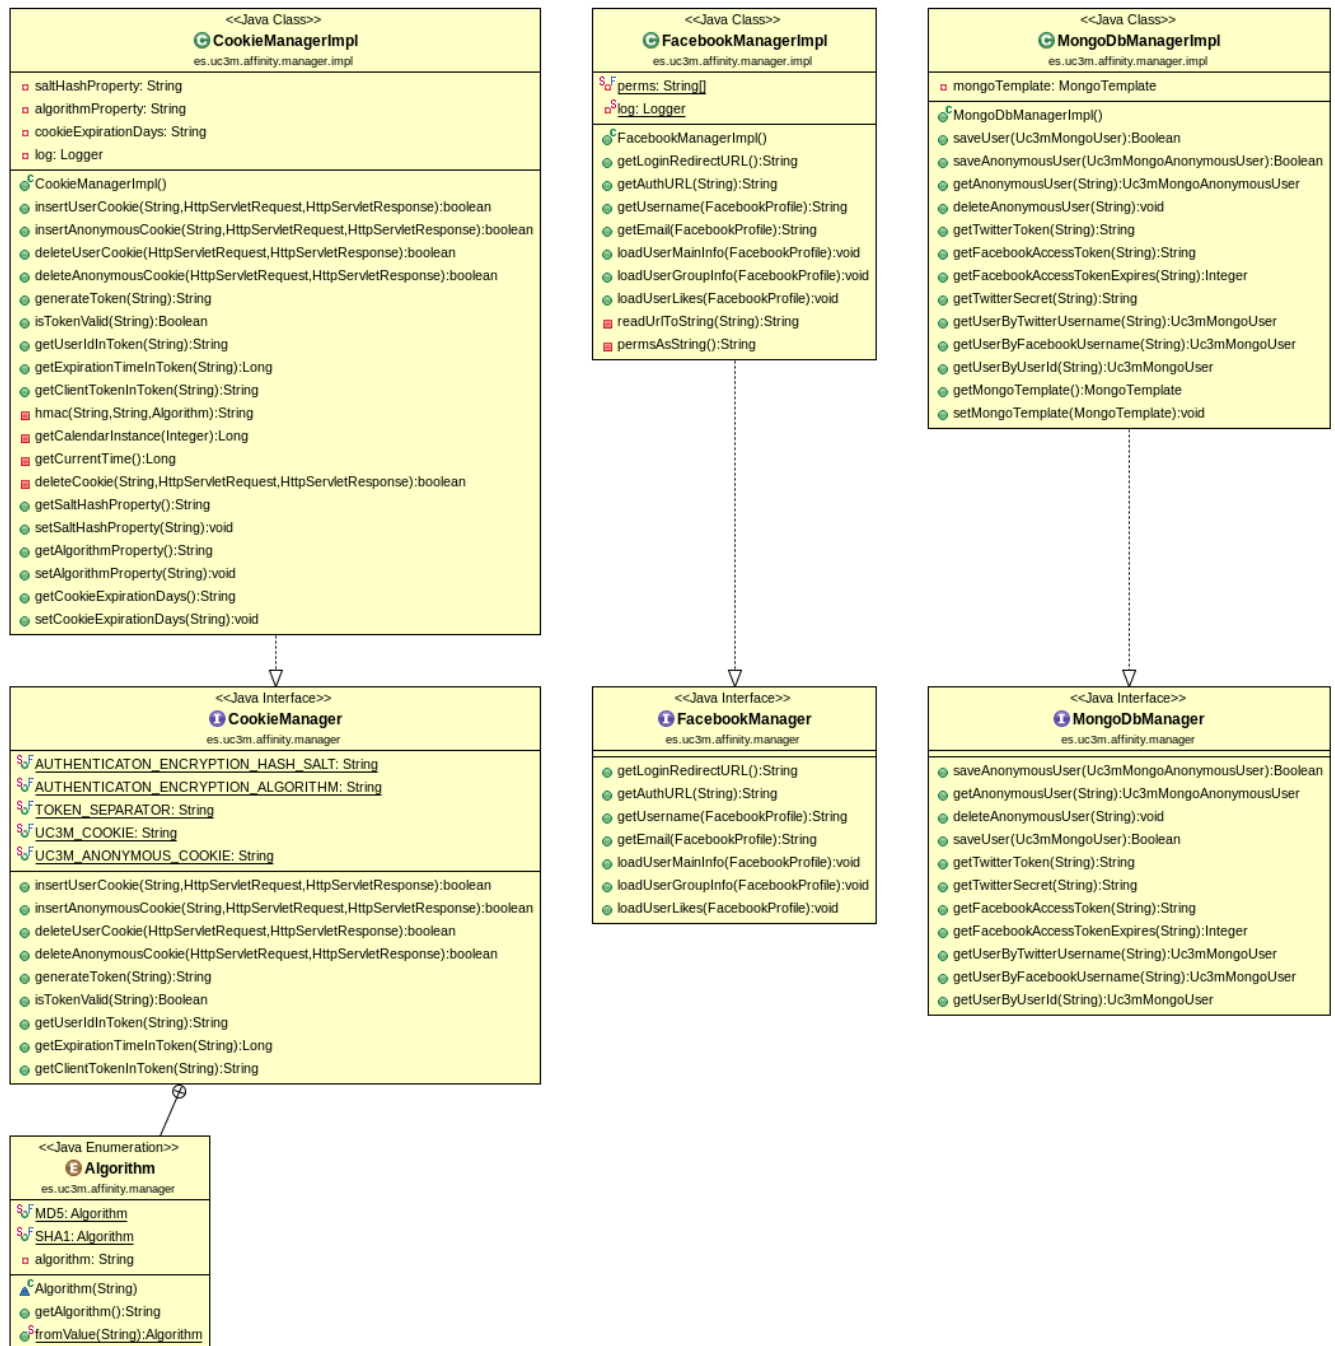 <<Java Class>>
CookieManagerImpl
es.uc3m.affinity.manager.impl
saltHashProperty: String
algorithmProperty: String
cookieExpirationDays: String
log: Logger
CookieManagerImpl()
insertUserCookie(String,HttpServletRequest,HttpServletResponse):boolean
insertAnonymousCookie(String,HttpServletRequest,HttpServletResponse):boolean
deleteUserCookie(HttpServletRequest,HttpServletResponse):boolean
deleteAnonymousCookie(HttpServletRequest,HttpServletResponse):boolean
generateToken(String):String
isTokenValid(String):Boolean
getUserIdInToken(String):String
getExpirationTimeInToken(String):Long
getClientTokenInToken(String):String
hmac(String,String,Algorithm):String
getCalendarInstance(Integer):Long
getCurrentTime():Long
deleteCookie(String,HttpServletRequest,HttpServletResponse):boolean
getSaltHashProperty():String
setSaltHashProperty(String):void
getAlgorithmProperty():String
setAlgorithmProperty(String):void
getCookieExpirationDays():String
setCookieExpirationDays(String):void
<<Java Class>>
FacebookManagerImpl
es.uc3m.affinity.manager.impl
perms: String[]
log: Logger
FacebookManagerImpl()
getLoginRedirectURL():String
getAuthURL(String):String
getUsername(FacebookProfile):String
getEmail(FacebookProfile):String
loadUserMainInfo(FacebookProfile):void
loadUserGroupInfo(FacebookProfile):void
loadUserLikes(FacebookProfile):void
readUrlToString(String):String
permsAsString():String
<<Java Class>>
MongoDbManagerImpl
es.uc3m.affinity.manager.impl
mongoTemplate: MongoTemplate
MongoDbManagerImpl()
saveUser(Uc3mMongoUser):Boolean
saveAnonymousUser(Uc3mMongoAnonymousUser):Boolean
getAnonymousUser(String):Uc3mMongoAnonymousUser
deleteAnonymousUser(String):void
getTwitterToken(String):String
getFacebookAccessToken(String):String
getFacebookAccessTokenExpires(String):Integer
getTwitterSecret(String):String
getUserByTwitterUsername(String):Uc3mMongoUser
getUserByFacebookUsername(String):Uc3mMongoUser
getUserByUserId(String):Uc3mMongoUser
getMongoTemplate():MongoTemplate
setMongoTemplate(MongoTemplate):void
<<Java Interface>>
CookieManager
es.uc3m.affinity.manager
AUTHENTICATON_ENCRYPTION_HASH_SALT: String
AUTHENTICATON_ENCRYPTION_ALGORITHM: String
TOKEN_SEPARATOR: String
UC3M_COOKIE: String
UC3M_ANONYMOUS_COOKIE: String
insertUserCookie(String,HttpServletRequest,HttpServletResponse):boolean
insertAnonymousCookie(String,HttpServletRequest,HttpServletResponse):boolean
deleteUserCookie(HttpServletRequest,HttpServletResponse):boolean
deleteAnonymousCookie(HttpServletRequest,HttpServletResponse):boolean
generateToken(String):String
isTokenValid(String):Boolean
getUserIdInToken(String):String
getExpirationTimeInToken(String):Long
getClientTokenInToken(String):String
<<Java Interface>>
FacebookManager
es.uc3m.affinity.manager
getLoginRedirectURL():String
getAuthURL(String):String
getUsername(FacebookProfile):String
getEmail(FacebookProfile):String
loadUserMainInfo(FacebookProfile):void
loadUserGroupInfo(FacebookProfile):void
loadUserLikes(FacebookProfile):void
<<Java Interface>>
MongoDbManager
es.uc3m.affinity.manager
saveAnonymousUser(Uc3mMongoAnonymousUser):Boolean
getAnonymousUser(String):Uc3mMongoAnonymousUser
deleteAnonymousUser(String):void
saveUser(Uc3mMongoUser):Boolean
getTwitterToken(String):String
getTwitterSecret(String):String
getFacebookAccessToken(String):String
getFacebookAccessTokenExpires(String):Integer
getUserByTwitterUsername(String):Uc3mMongoUser
getUserByFacebookUsername(String):Uc3mMongoUser
getUserByUserId(String):Uc3mMongoUser
<<Java Enumeration>>
Algorithm
es.uc3m.affinity.manager
MD5: Algorithm
SHA1: Algorithm
algorithm: String
Algorithm(String)
getAlgorithm():String
fromValue(String):Algorithm